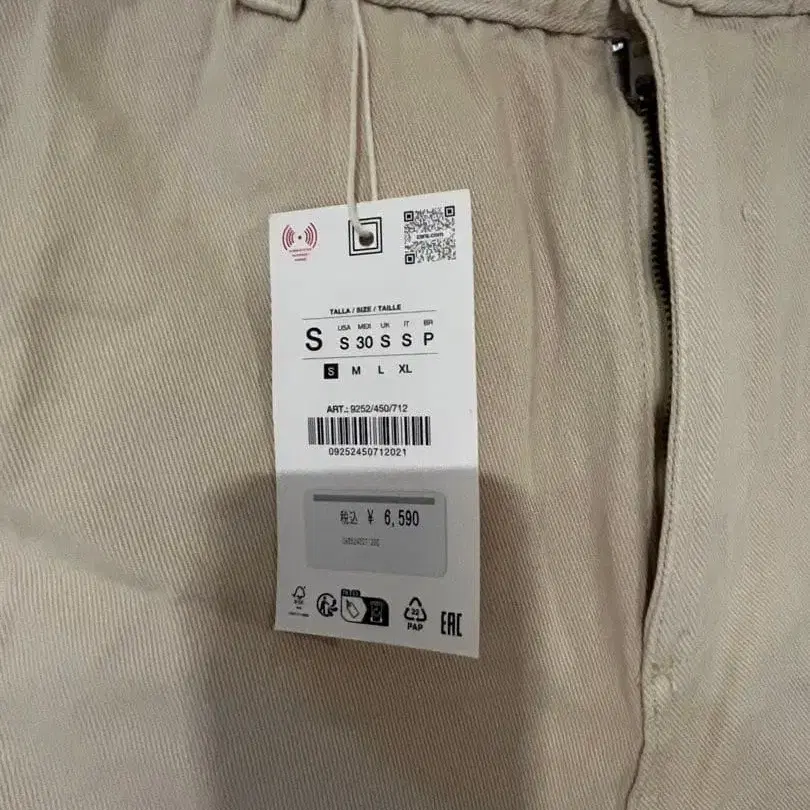 zara.com
TALLA / SIZE / TAILLE
S
USA MEX UK IT BR
S 30 S S P
S M L XL
ART.: 9252/450/712
09252450712021
税込 ¥ 6,590
22
PAP
EAC